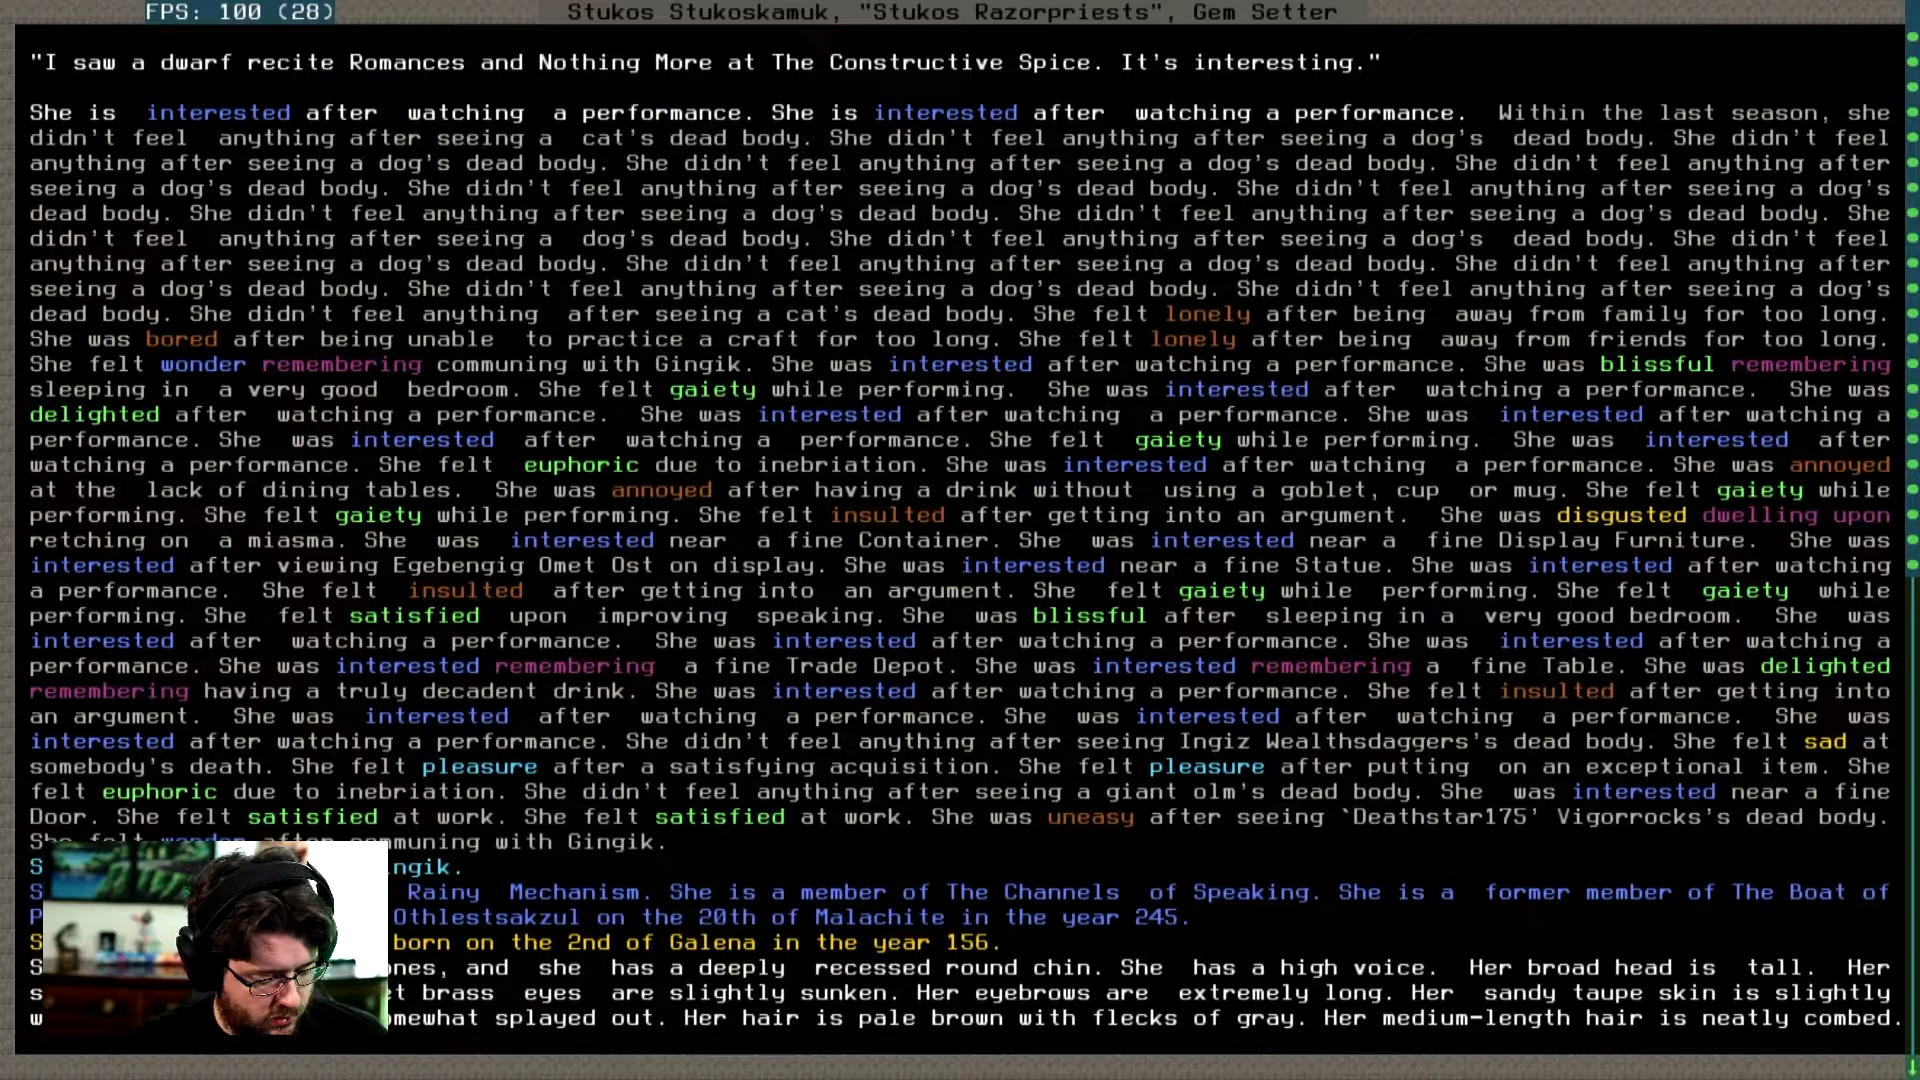 FPS: 100 (28)
Stukos Stukoskamuk, "Stukos Razorpriests", Gem Setter
"I saw a dwarf recite Romances and Nothing More at The Constructive Spice. It's interesting."
She is interested after watching a performance. She is interested after watching a performance. Within the last season, she
didn't feel anything after seeing a cat's dead body. She didn't feel anything after seeing a dog's dead body. She didn't feel
anything after seeing a dog's dead body. She didn't feel anything after seeing a dog's dead body. She didn't feel anything after
seeing a dog's dead body. She didn't feel anything after seeing a dog's dead body. She didn't feel anything after seeing a dog's
dead body. She didn't feel anything after seeing a dog's dead body. She didn't feel anything after seeing a dog's dead body. She
didn't feel anything after seeing a dog's dead body. She didn't feel anything after seeing a dog's dead body. She didn't feel
anything after seeing a dog's dead body. She didn't feel anything after seeing a dog's dead body. She didn't feel anything after
seeing a dog's dead body. She didn't feel anything after seeing a dog's dead body. She didn't feel anything after seeing a dog's
dead body. She didn't feel anything after seeing a cat's dead body. She felt lonely after being away from family for too long.
She was bored after being unable to practice a craft for too long. She felt lonely after being away from friends for too long.
She felt wonder remembering communing with Gingik. She was interested after watching a performance. She was blissful remembering
sleeping in a very good bedroom. She felt gaiety while performing. She was interested after watching a performance. She was
delighted after watching a performance. She was interested after watching a performance. She was interested after watching a
performance. She was interested after watching a performance. She felt gaiety while performing. She was interested after
watching a performance. She felt euphoric due to inebriation. She was interested after watching a performance. She was annoyed
at the lack of dining tables. She was annoyed after having a drink without using a goblet, cup or mug. She felt gaiety while
performing. She felt gaiety while performing. She felt insulted after getting into an argument. She was disgusted dwelling upon
retching on a miasma. She was interested near a fine Container. She was interested near a fine Display Furniture. She was
interested after viewing Egebengig Omet Ost on display. She was interested near a fine Statue. She was interested after watching
a performance. She felt insulted after getting into an argument. She felt gaiety while performing. She felt gaiety while
performing. She felt satisfied upon improving speaking. She was blissful after sleeping in a very good bedroom. She was
interested after watching a performance. She was interested after watching a performance. She was interested after watching a
performance. She was interested remembering a fine Trade Depot. She was interested remembering a fine Table. She was delighted
remembering having a truly decadent drink. She was interested after watching a performance. She felt insulted after getting into
an argument. She was interested after watching a performance. She was interested after watching a performance. She was
interested after watching a performance. She didn't feel anything after seeing Ingiz Wealthsdaggers's dead body. She felt sad at
somebody's death. She felt pleasure after a satisfying acquisition. She felt pleasure after putting on an exceptional item. She
felt euphoric due to inebriation. She didn't feel anything after seeing a giant olm's dead body. She was interested near a fine
Door. She felt satisfied at work. She felt satisfied at work. She was uneasy after seeing `Deathstar175' Vigorrocks's dead body.
She felt wonder after communing with Gingik.
S ngik.
S Rainy Mechanism. She is a member of The Channels of Speaking. She is a former member of The Boat of
P Othlestsakzul on the 20th of Malachite in the year 245.
S born on the 2nd of Galena in the year 156.
S ones, and she has a deeply recessed round chin. She has a high voice. Her broad head is tall. Her
s t brass eyes are slightly sunken. Her eyebrows are extremely long. Her sandy taupe skin is slightly
w mewhat splayed out. Her hair is pale brown with flecks of gray. Her medium-length hair is neatly combed.